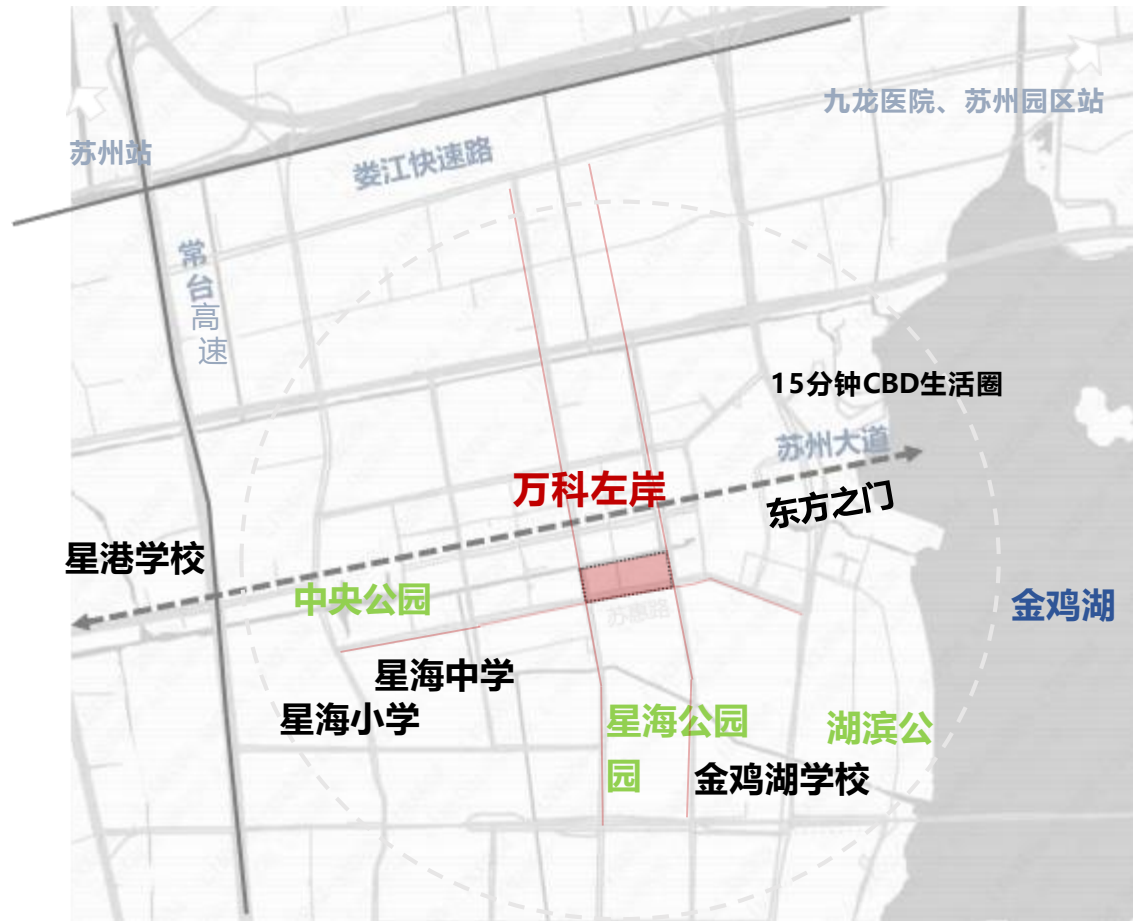 九龙医院、苏州园区站
苏州站
娄江快速路
常
台
高
速
15分钟CBD生活圈
苏州大道
万科左岸
东方之门
星港学校
中央公园
苏惠路
金鸡湖
星海中学
星海小学
星海公
园
湖滨公
金鸡湖学校